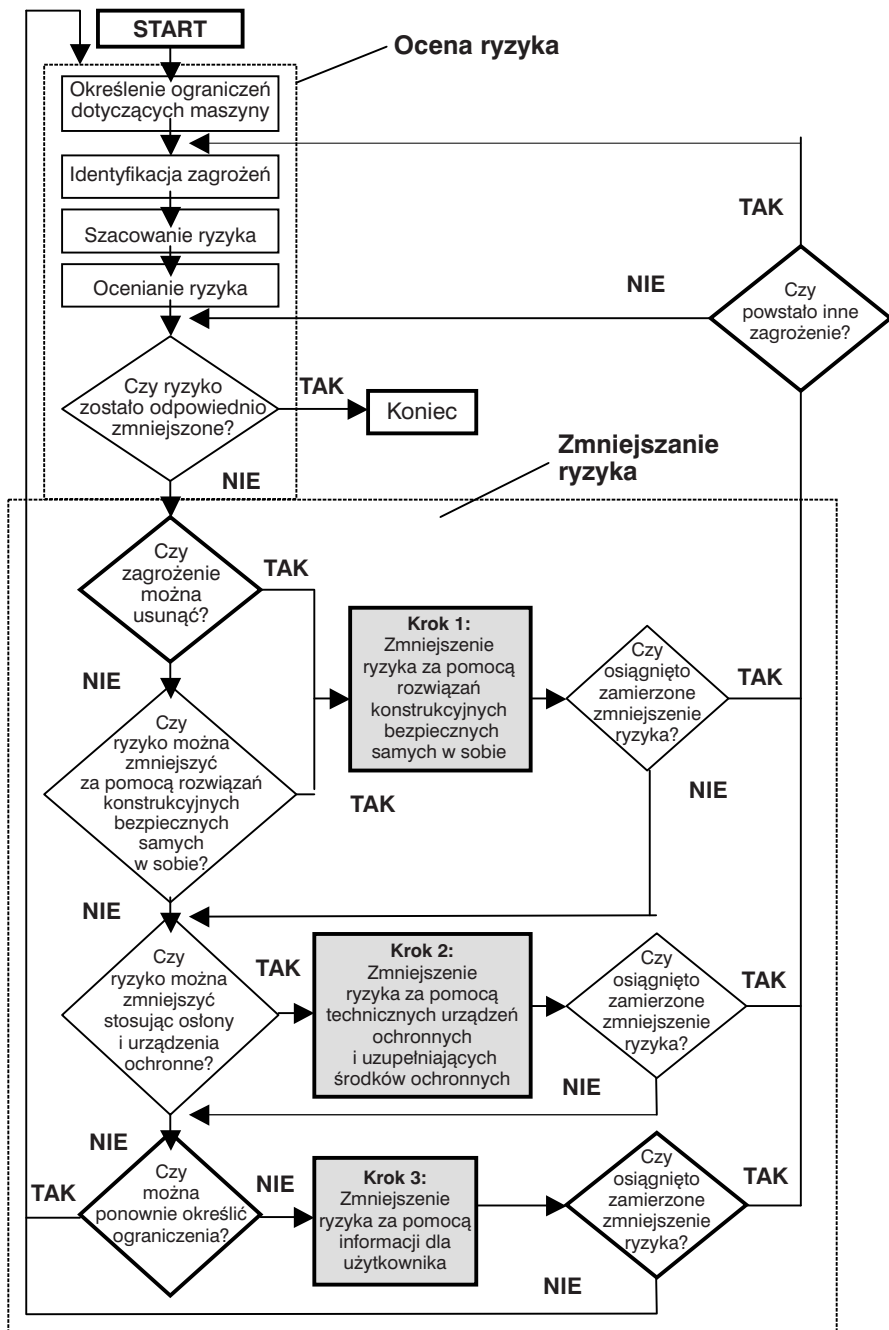 START
Ocena ryzyka
Określenie ograniczeń
dotyczących maszyny
Identyfikacja zagrożeń
TAK
Szacowanie ryzyka
Ocenianie ryzyka
NIE
Czy
powstało inne
zagrożenie?
Czy ryzyko
zostało odpowiednio
zmniejszone?
TAK
Koniec
NIE
Zmniejszanie
ryzyka
Czy
zagrożenie
można
usunąć?
TAK
NIE
Krok 1:
Zmniejszenie
ryzyka za pomocą
rozwiązań
konstrukcyjnych
bezpiecznych
samych w sobie
Czy
osiągnięto
zamierzone
zmniejszenie
ryzyka?
TAK
NIE
Czy
ryzyko można
zmniejszyć
za pomocą rozwiązań
konstrukcyjnych
bezpiecznych
samych
w sobie?
TAK
NIE
Czy
ryzyko można
zmniejszyć
stosując osłony
i urządzenia
ochronne?
TAK
Krok 2:
Zmniejszenie
ryzyka za pomocą
technicznych urządzeń
ochronnych
i uzupełniających
środków ochronnych
Czy
osiągnięto
zamierzone
zmniejszenie
ryzyka?
TAK
NIE
NIE
TAK
Czy
można
ponownie określić
ograniczenia?
NIE
Krok 3:
Zmniejszenie
ryzyka za pomocą
informacji dla
użytkownika
Czy
osiągnięto
zamierzone
zmniejszenie
ryzyka?
TAK
NIE